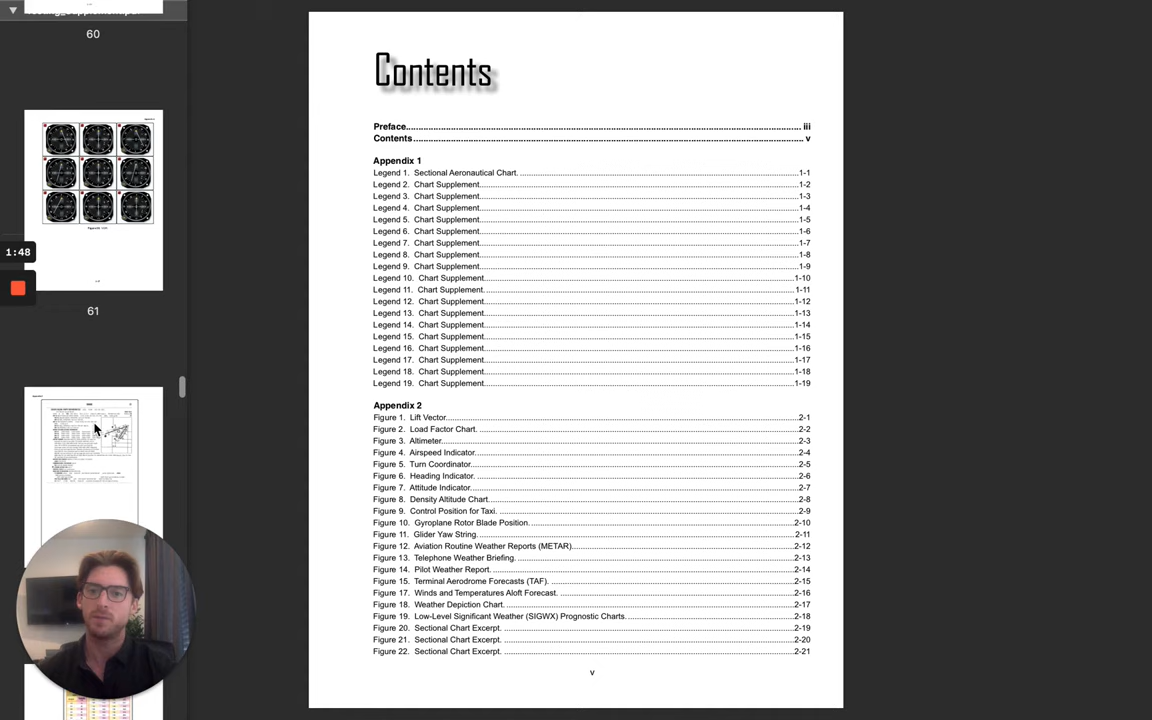 60
61
1:48
Contents
Preface iii
Contents v
Appendix 1
Legend 1. Sectional Aeronautical Chart. 1-1
Legend 2. Chart Supplement 1-2
Legend 3. Chart Supplement 1-3
Legend 4. Chart Supplement 1-4
Legend 5. Chart Supplement 1-5
Legend 6. Chart Supplement 1-6
Legend 7. Chart Supplement 1-7
Legend 8. Chart Supplement 1-8
Legend 9. Chart Supplement 1-9
Legend 10. Chart Supplement 1-10
Legend 11. Chart Supplement 1-11
Legend 12. Chart Supplement 1-12
Legend 13. Chart Supplement 1-13
Legend 14. Chart Supplement 1-14
Legend 15. Chart Supplement 1-15
Legend 16. Chart Supplement 1-16
Legend 17. Chart Supplement 1-17
Legend 18. Chart Supplement 1-18
Legend 19. Chart Supplement 1-19
Appendix 2
Figure 1. Lift Vector 2-1
Figure 2. Load Factor Chart. 2-2
Figure 3. Altimeter 2-3
Figure 4. Airspeed Indicator 2-4
Figure 5. Turn Coordinator 2-5
Figure 6. Heading Indicator 2-6
Figure 7. Attitude Indicator 2-7
Figure 8. Density Altitude Chart 2-8
Figure 9. Control Position for Taxi. 2-9
Figure 10. Gyroplane Rotor Blade Position 2-10
Figure 11. Glider Yaw String 2-11
Figure 12. Aviation Routine Weather Reports (METAR) 2-12
Figure 13. Telephone Weather Briefing. 2-13
Figure 14. Pilot Weather Report. 2-14
Figure 15. Terminal Aerodrome Forecasts (TAF). 2-15
Figure 17. Winds and Temperatures Aloft Forecast. 2-16
Figure 18. Weather Depiction Chart. 2-17
Figure 19. Low-Level Significant Weather (SIGWX) Prognostic Charts. 2-18
Figure 20. Sectional Chart Excerpt. 2-19
Figure 21. Sectional Chart Excerpt. 2-20
Figure 22. Sectional Chart Excerpt. 2-21
v